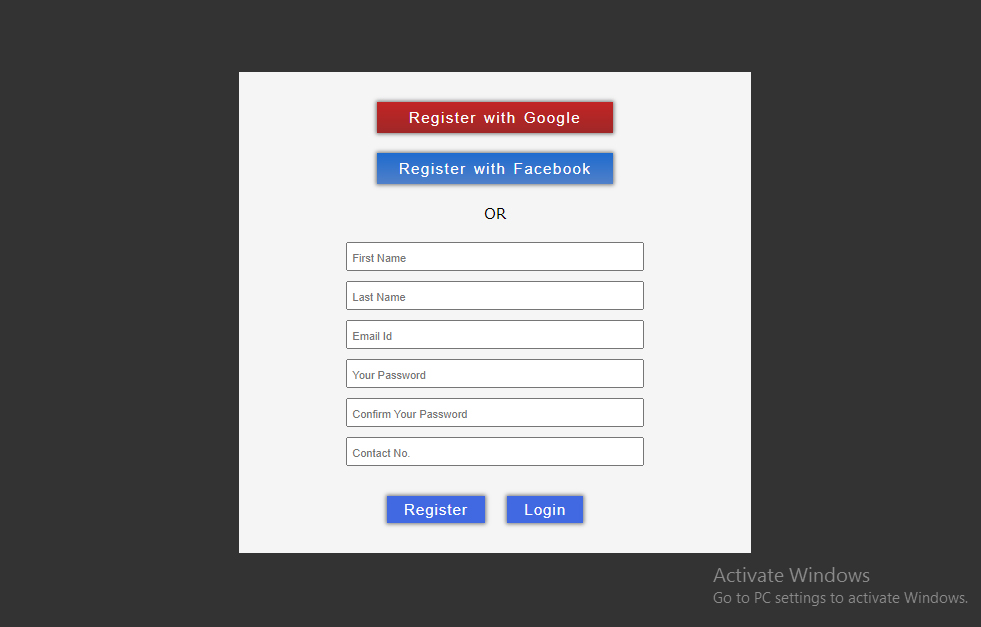 Register with Google
Register with Facebook
OR
First Name
Last Name
Email Id
Your Password
Confirm Your Password
Contact No.
Register Login
Activate Windows
Go to PC settings to activate Windows.